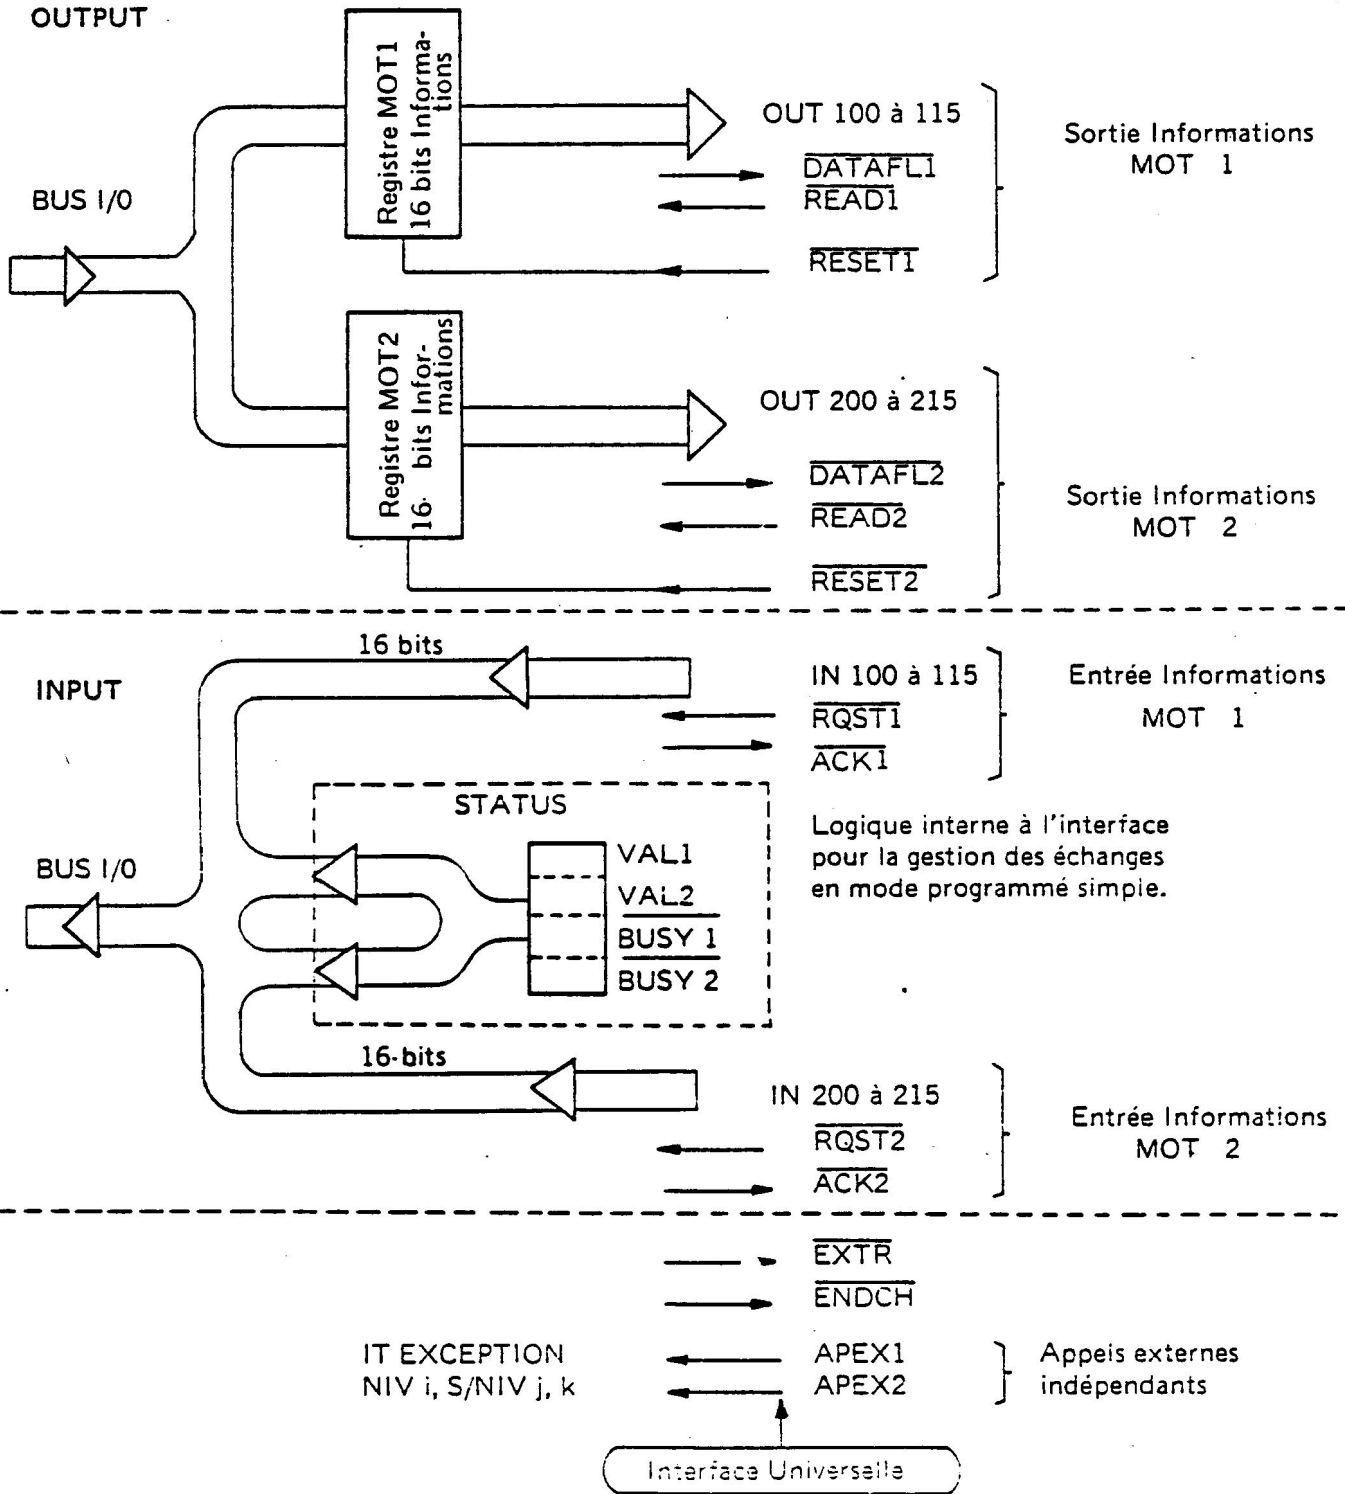 OUTPUT
Registre MOT1
16 bits Informa-
tions
OUT 100 à 115
DATAFL1
READ1
RESET1
Sortie Informations
MOT 1
BUS I/0
Registre MOT2
16 bits Infor-
mations
OUT 200 à 215
DATAFL2
READ2
RESET2
Sortie Informations
MOT 2
INPUT
16 bits
IN 100 à 115
RQST1
ACK1
Entrée Informations
MOT 1
STATUS
VAL1
VAL2
BUSY 1
BUSY 2
Logique interne à l'interface
pour la gestion des échanges
en mode programmé simple.
BUS I/0
16-bits
IN 200 à 215
RQST2
ACK2
Entrée Informations
MOT 2
EXTR
ENDCH
IT EXCEPTION
NIV i, S/NIV j, k
APEX1
APEX2
Appels externes
indépendants
Interface Universelle